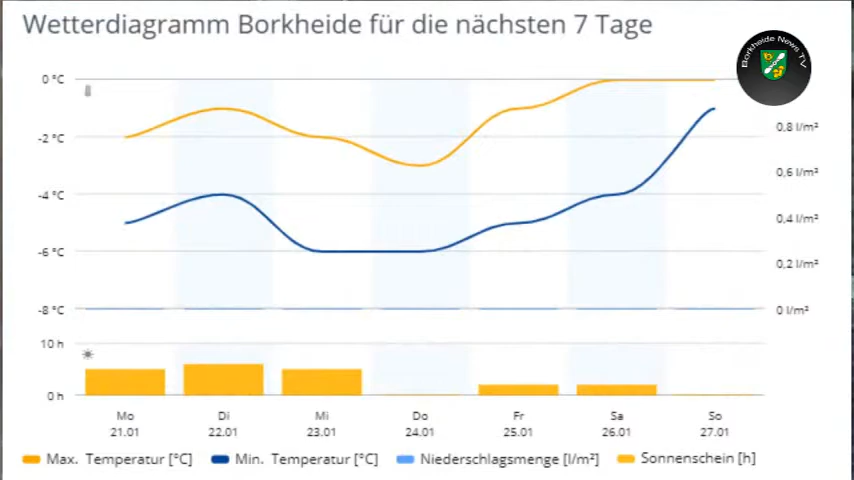 Wetterdiagramm Borkheide für die nächsten 7 Tage
Borkheide News TV
0 °C
-2 °C
0,8 l/m²
0,6 l/m²
-4 °C
0,4 l/m²
-6 °C
0,2 l/m²
-8 °C
0 l/m²
10 h
0 h
Mo Di Mi Do Fr Sa So
21.01 22.01 23.01 24.01 25.01 26.01 27.01
Max. Temperatur [°C] Min. Temperatur [°C] Niederschlagsmenge [l/m²] Sonnenschein [h]